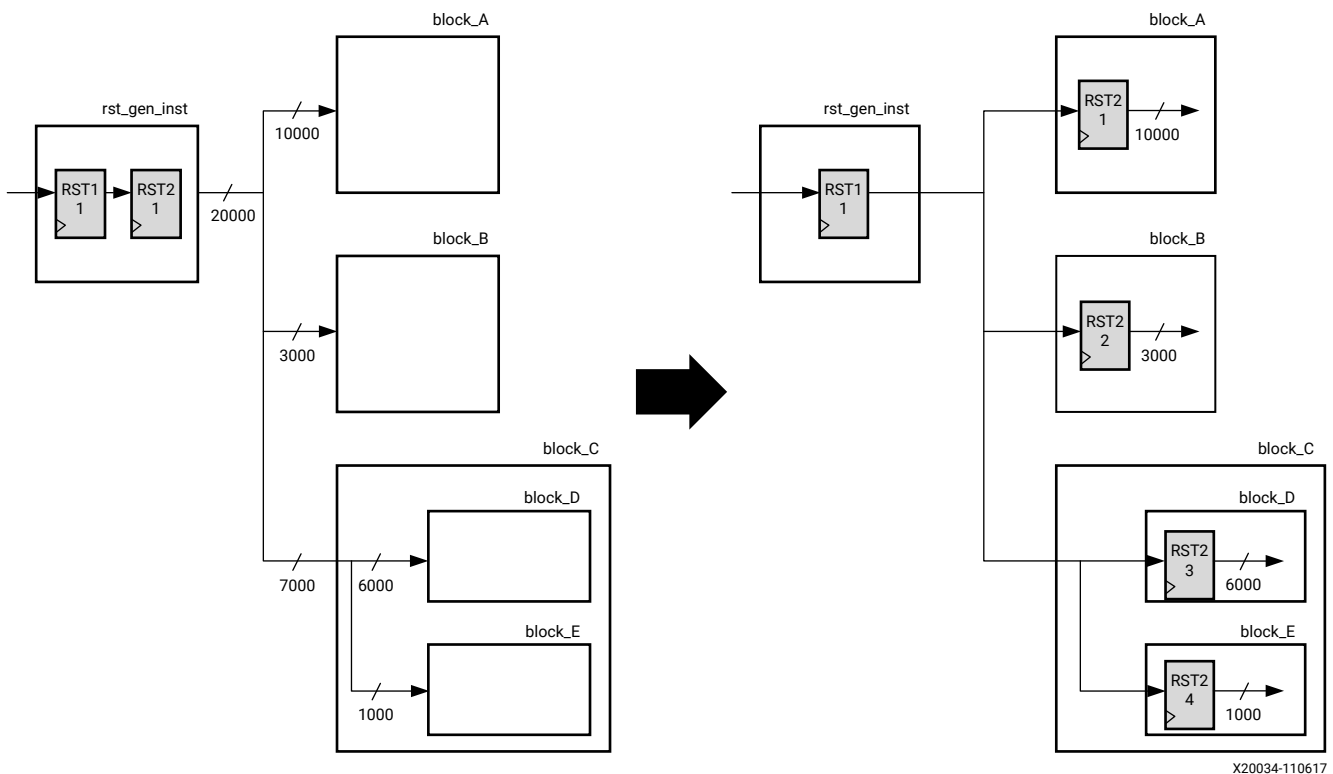 block_A
rst_gen_inst
10000
RST1
1
RST2
1
20000
block_B
3000
block_C
block_D
7000
6000
block_E
1000
block_A
rst_gen_inst
RST2
1
10000
RST1
1
block_B
RST2
2
3000
block_C
block_D
RST2
3
6000
block_E
RST2
4
1000
X20034-110617